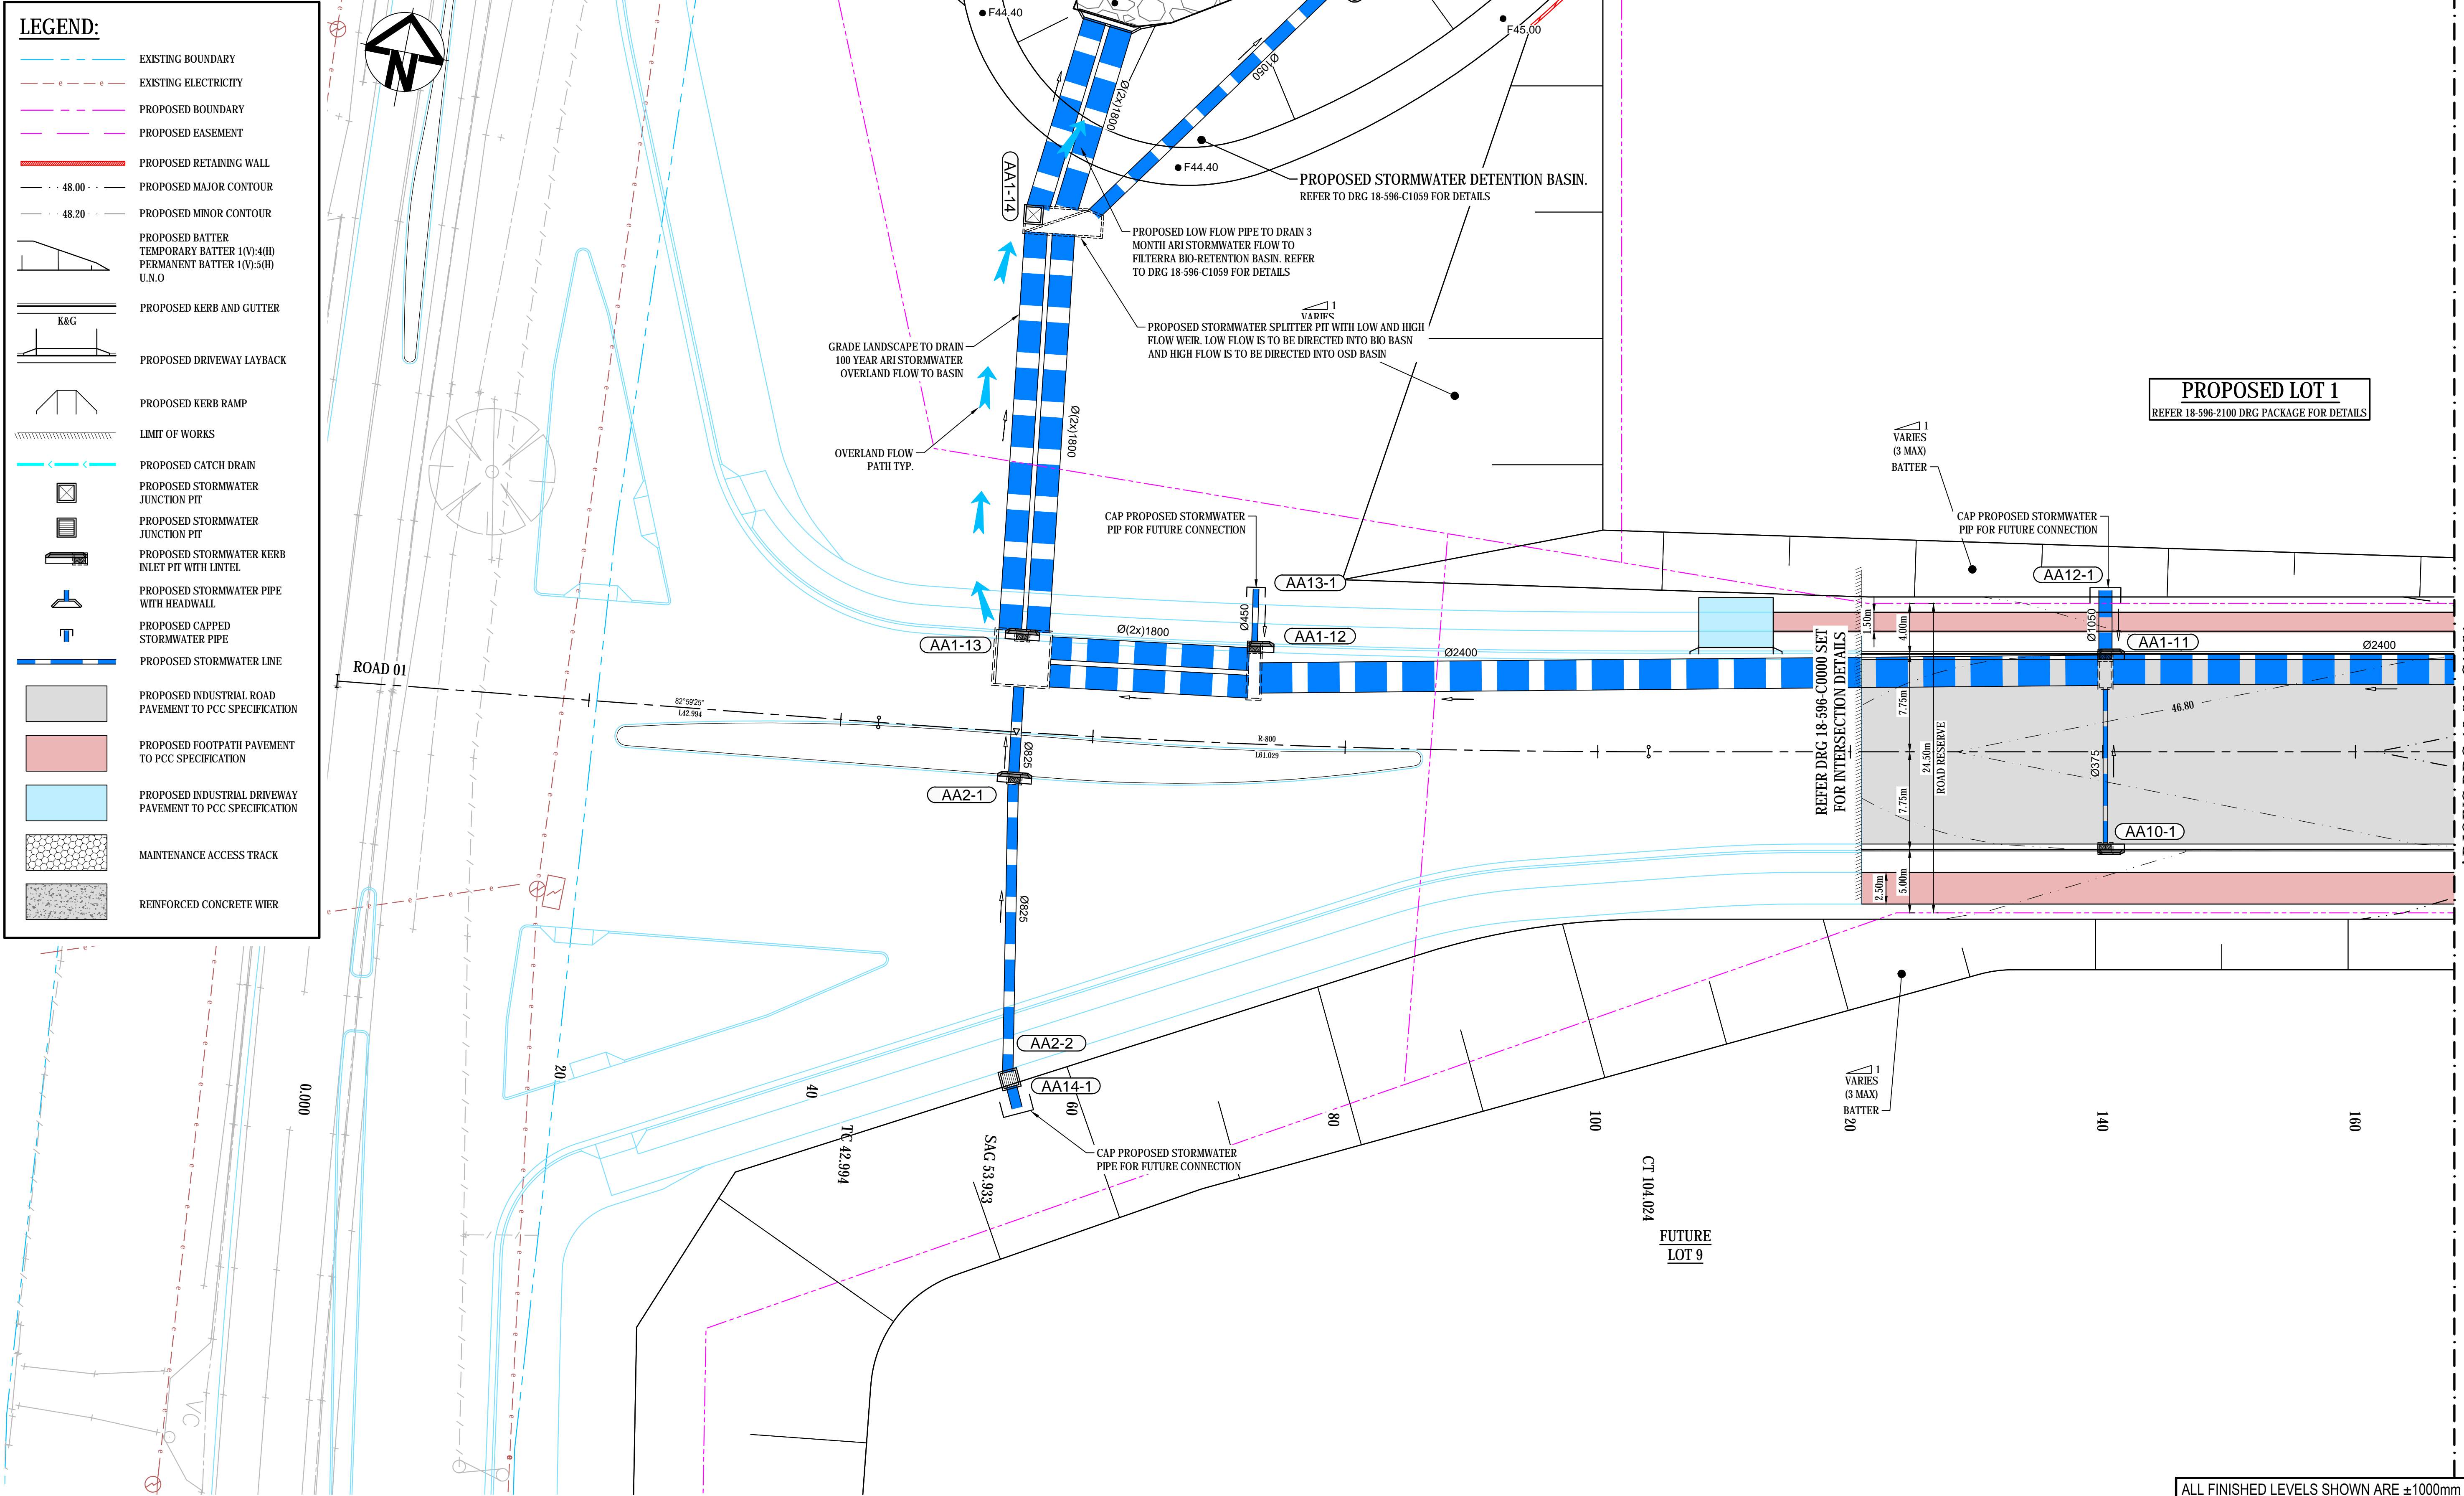 LEGEND:
EXISTING BOUNDARY
e e
EXISTING ELECTRICITY
PROPOSED BOUNDARY
PROPOSED EASEMENT
PROPOSED RETAINING WALL
48.00
PROPOSED MAJOR CONTOUR
48.20
PROPOSED MINOR CONTOUR
PROPOSED BATTER
TEMPORARY BATTER 1(V):4(H)
PERMANENT BATTER 1(V):5(H)
U.N.O
PROPOSED KERB AND GUTTER
K&G
PROPOSED DRIVEWAY LAYBACK
PROPOSED KERB RAMP
LIMIT OF WORKS
PROPOSED CATCH DRAIN
PROPOSED STORMWATER
JUNCTION PIT
PROPOSED STORMWATER
JUNCTION PIT
PROPOSED STORMWATER KERB
INLET PIT WITH LINTEL
PROPOSED STORMWATER PIPE
WITH HEADWALL
PROPOSED CAPPED
STORMWATER PIPE
PROPOSED STORMWATER LINE
PROPOSED INDUSTRIAL ROAD
PAVEMENT TO PCC SPECIFICATION
PROPOSED FOOTPATH PAVEMENT
TO PCC SPECIFICATION
PROPOSED INDUSTRIAL DRIVEWAY
PAVEMENT TO PCC SPECIFICATION
MAINTENANCE ACCESS TRACK
REINFORCED CONCRETE WIER
N
F44.40
F45.00
Ø1050
Ø(2x)1800
AA1-14
F44.40
PROPOSED STORMWATER DETENTION BASIN.
REFER TO DRG 18-596-C1059 FOR DETAILS
PROPOSED LOW FLOW PIPE TO DRAIN 3
MONTH ARI STORMWATER FLOW TO
FILTERRA BIO-RETENTION BASIN. REFER
TO DRG 18-596-C1059 FOR DETAILS
1
VARIES
PROPOSED STORMWATER SPLITTER PIT WITH LOW AND HIGH
FLOW WEIR. LOW FLOW IS TO BE DIRECTED INTO BIO BASN
AND HIGH FLOW IS TO BE DIRECTED INTO OSD BASIN
GRADE LANDSCAPE TO DRAIN
100 YEAR ARI STORMWATER
OVERLAND FLOW TO BASIN
Ø(2x)1800
OVERLAND FLOW
PATH TYP.
PROPOSED LOT 1
REFER 18-596-2100 DRG PACKAGE FOR DETAILS
1
VARIES
(3 MAX)
BATTER
CAP PROPOSED STORMWATER
PIP FOR FUTURE CONNECTION
CAP PROPOSED STORMWATER
PIP FOR FUTURE CONNECTION
AA13-1
AA12-1
Ø450
Ø1050
AA1-13
Ø(2x)1800
AA1-12
AA1-11
Ø2400
Ø2400
1.50m
4.00m
ROAD 01
82°59'25"
L42.994
R-800
L61.029
REFER DRG 18-596-C0000 SET
FOR INTERSECTION DETAILS
7.75m
24.50m
ROAD RESERVE
46.80
Ø825
Ø375
AA2-1
7.75m
AA10-1
2.50m
5.00m
Ø825
AA2-2
AA14-1
CAP PROPOSED STORMWATER
PIPE FOR FUTURE CONNECTION
1
VARIES
(3 MAX)
BATTER
0.000
20
40
60
80
100
120
140
160
TC 42.994
SAG 53.933
CT 104.024
FUTURE
LOT 9
VC
ALL FINISHED LEVELS SHOWN ARE ±1000mm